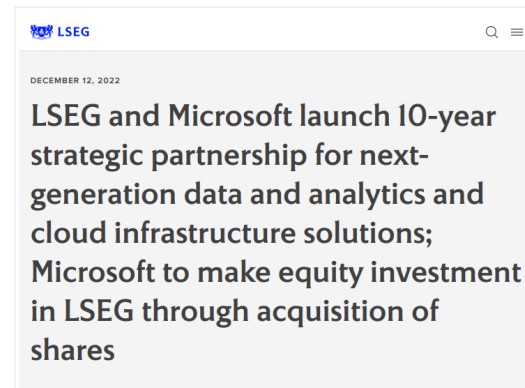 LSEG
DECEMBER 12, 2022
LSEG and Microsoft launch 10-year
strategic partnership for next-
generation data and analytics and
cloud infrastructure solutions;
Microsoft to make equity investment
in LSEG through acquisition of
shares